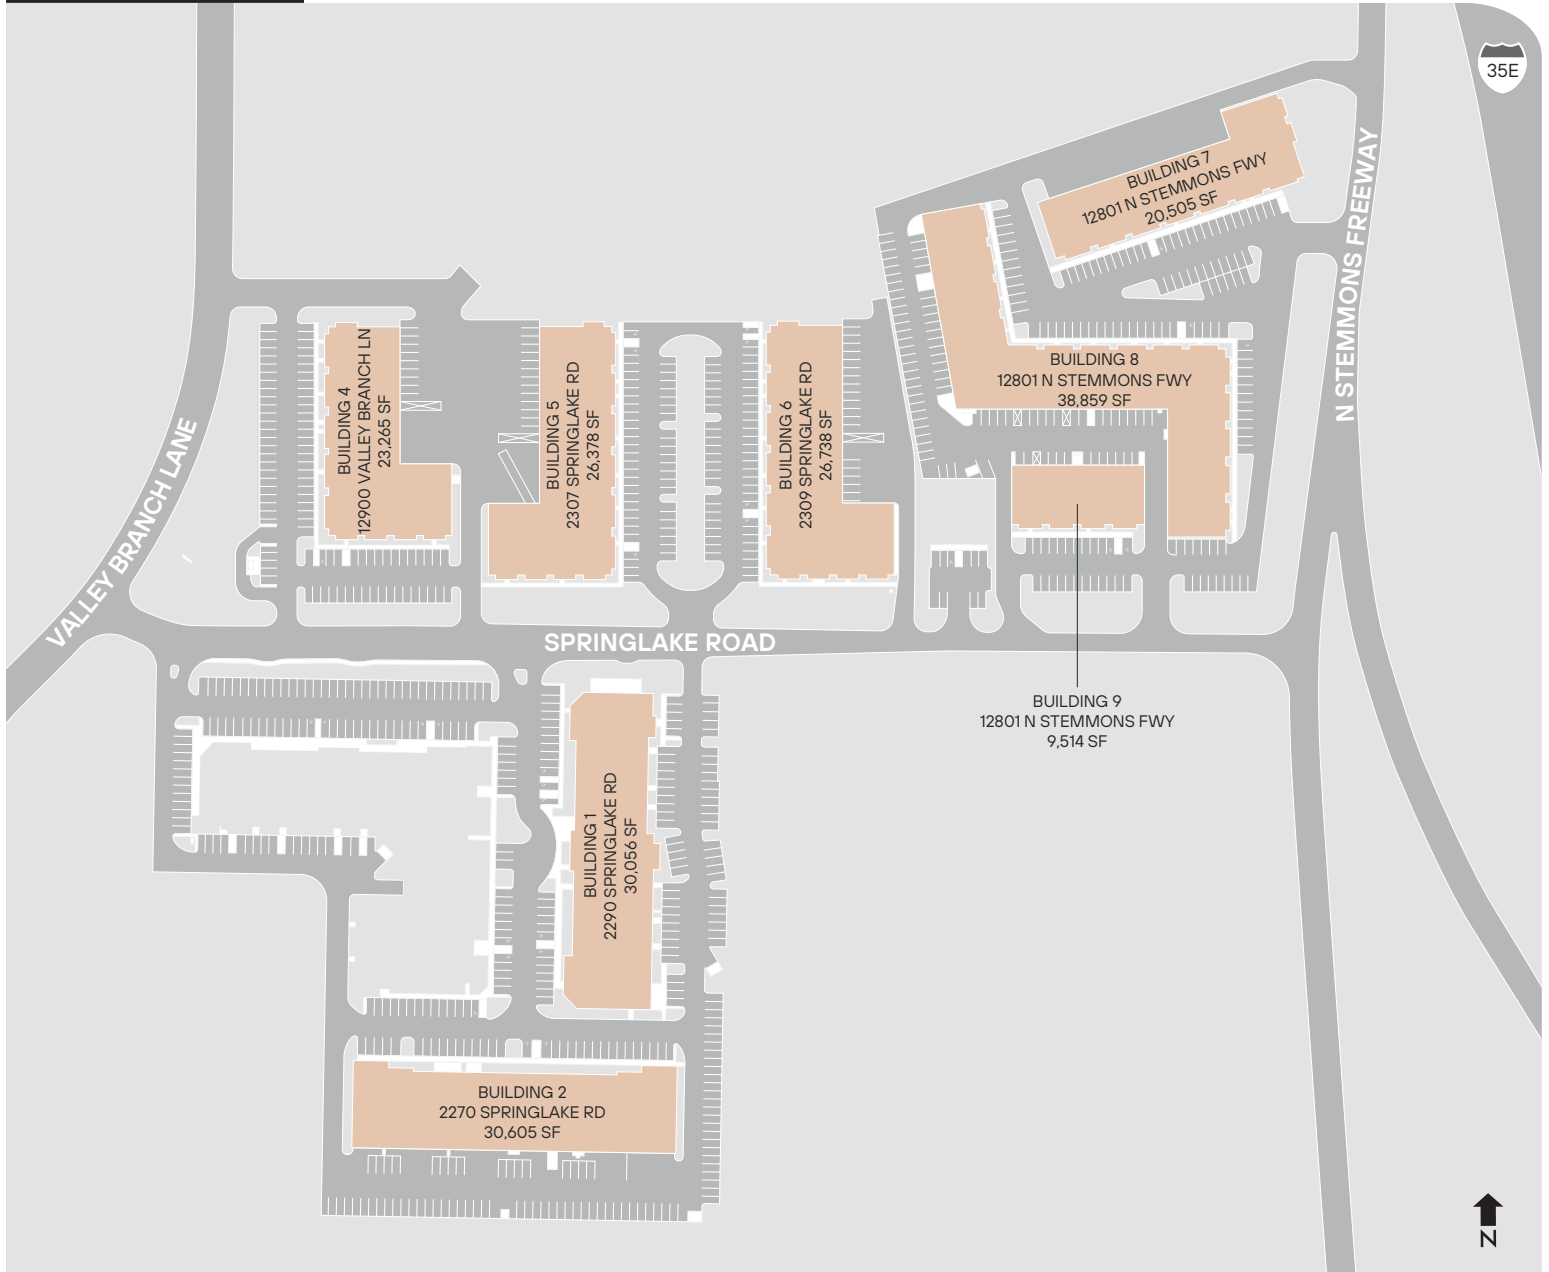 35E
BUILDING 7
12801 N STEMMONS FWY
20,505 SF
N STEMMONS FREEWAY
BUILDING 4
12900 VALLEY BRANCH LN
23,265 SF
BUILDING 5
2307 SPRINGLAKE RD
26,378 SF
BUILDING 6
2309 SPRINGLAKE RD
26,738 SF
BUILDING 8
12801 N STEMMONS FWY
38,859 SF
VALLEY BRANCH LANE
SPRINGLAKE ROAD
BUILDING 9
12801 N STEMMONS FWY
9,514 SF
BUILDING 1
2290 SPRINGLAKE RD
30,056 SF
BUILDING 2
2270 SPRINGLAKE RD
30,605 SF
N